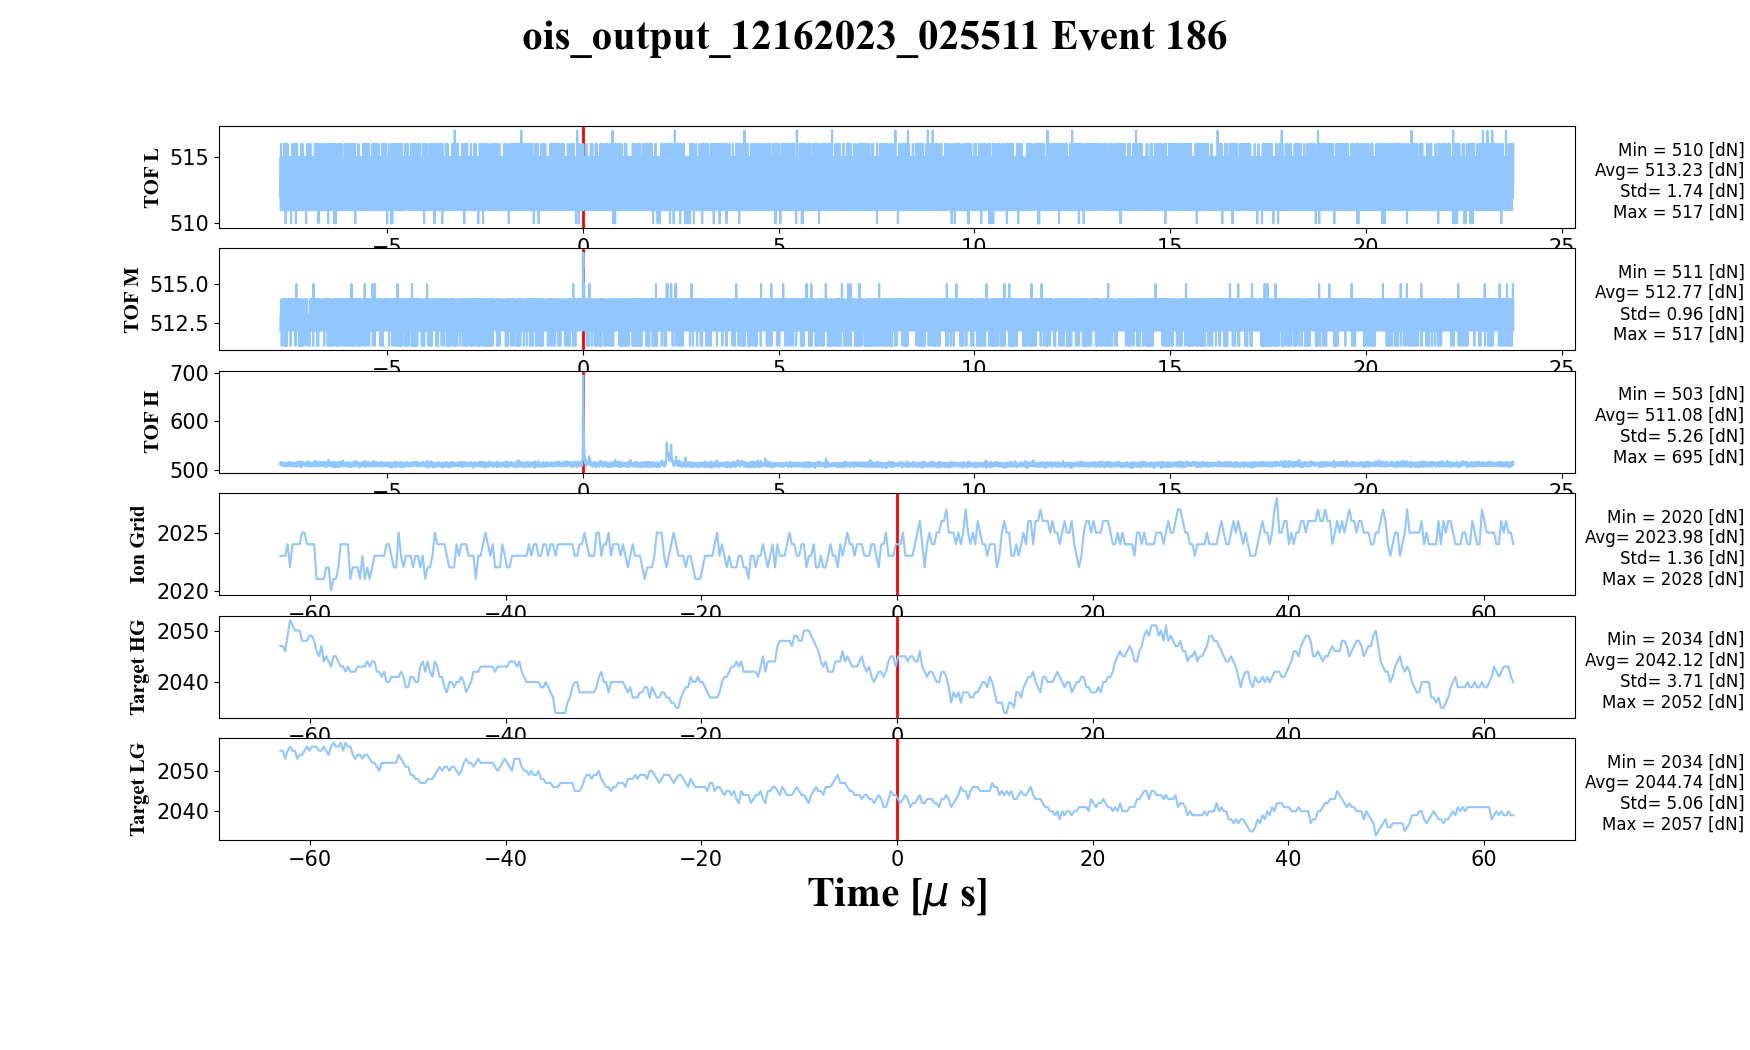 ois_output_12162023_025511 Event 186
TOF L
515
510
−5 0 5 10 15 20 25
Min = 510 [dN]
Avg= 513.23 [dN]
Std= 1.74 [dN]
Max = 517 [dN]
TOF M
515.0
512.5
−5 0 5 10 15 20 25
Min = 511 [dN]
Avg= 512.77 [dN]
Std= 0.96 [dN]
Max = 517 [dN]
TOF H
700
600
500
−5 0 5 10 15 20 25
Min = 503 [dN]
Avg= 511.08 [dN]
Std= 5.26 [dN]
Max = 695 [dN]
Ion Grid
2025
2020
−60 −40 −20 0 20 40 60
Min = 2020 [dN]
Avg= 2023.98 [dN]
Std= 1.36 [dN]
Max = 2028 [dN]
Target HG
2050
2040
−60 −40 −20 0 20 40 60
Min = 2034 [dN]
Avg= 2042.12 [dN]
Std= 3.71 [dN]
Max = 2052 [dN]
Target LG
2050
2040
−60 −40 −20 0 20 40 60
Min = 2034 [dN]
Avg= 2044.74 [dN]
Std= 5.06 [dN]
Max = 2057 [dN]
Time [μ s]